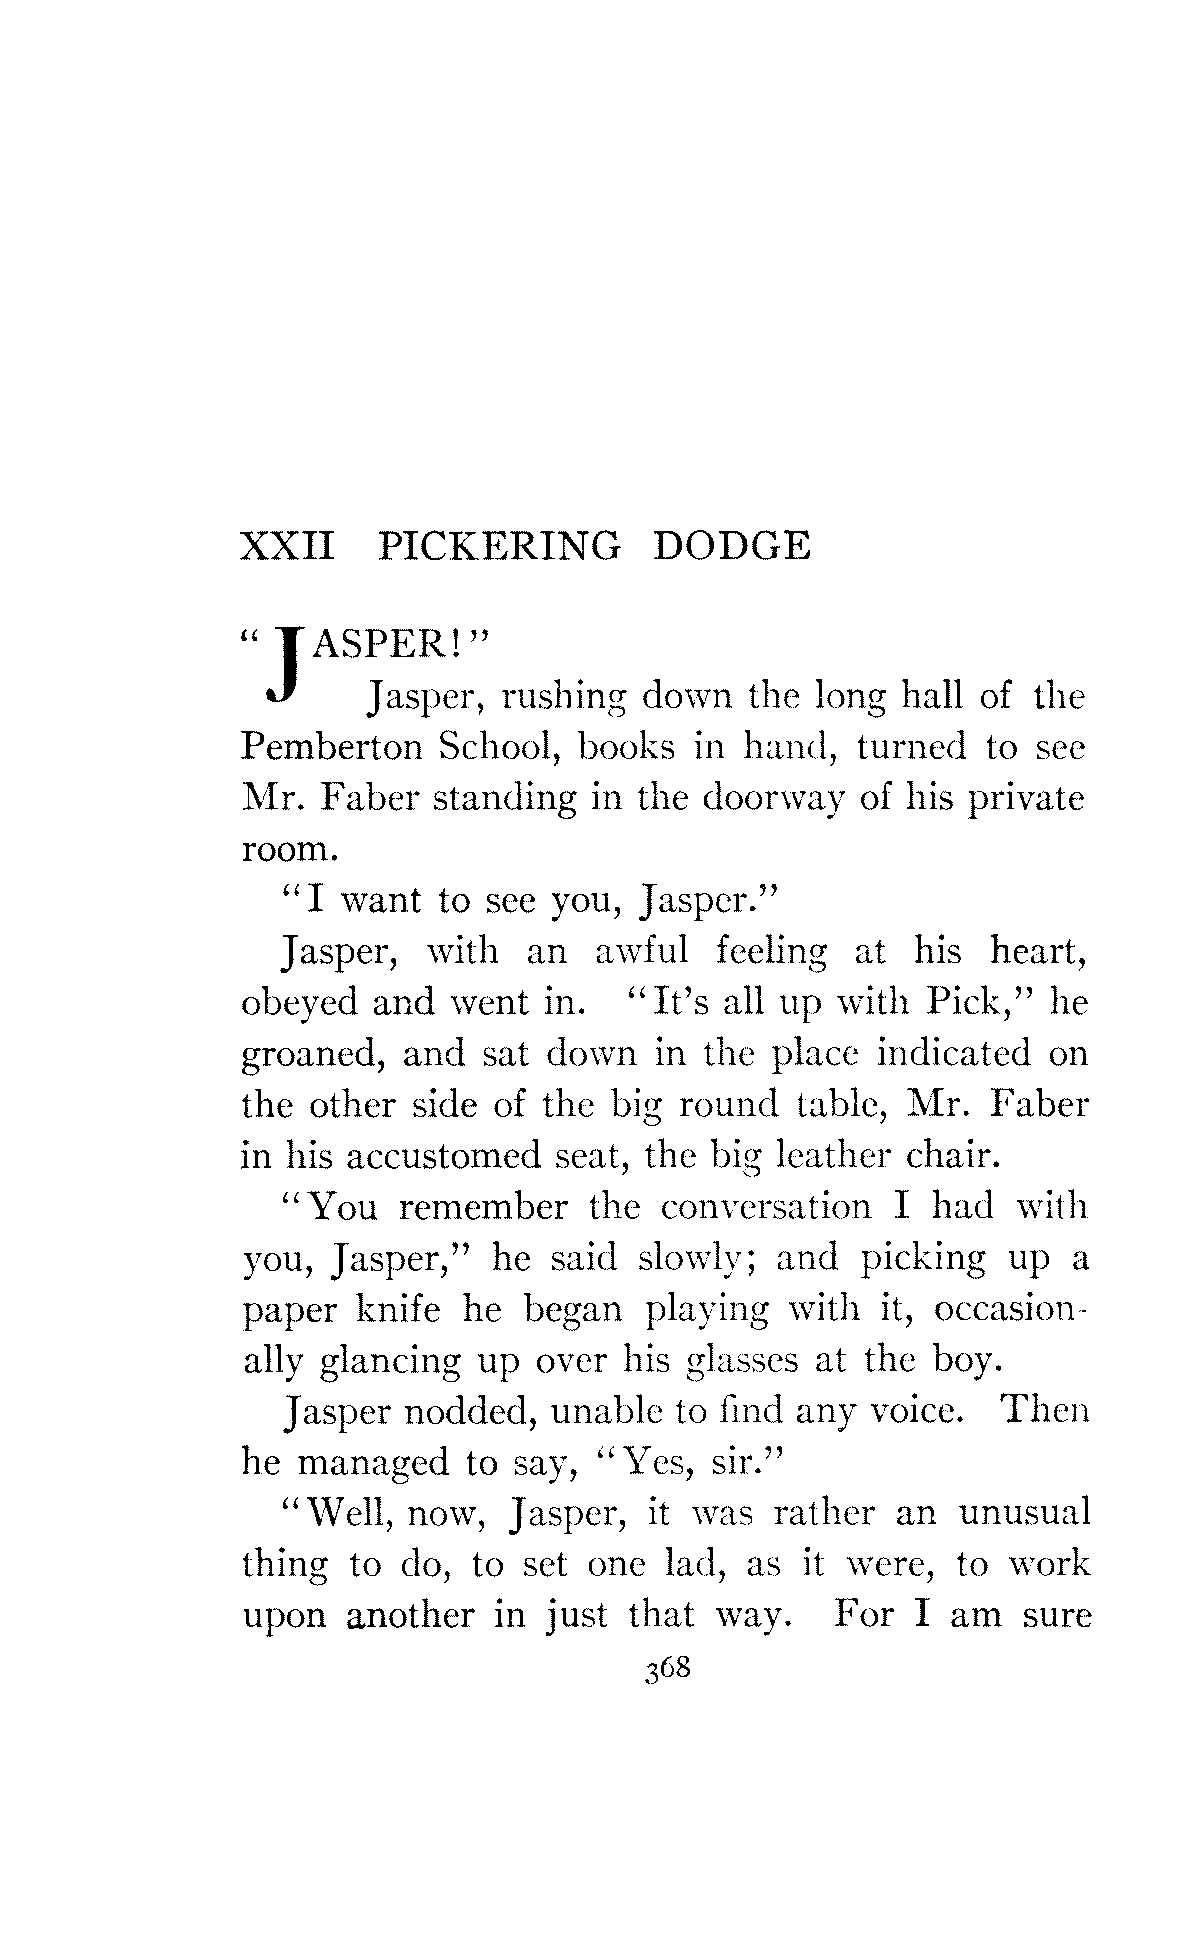 XXII PICKERING DODGE
"JASPER!"
Jasper, rushing down the long hall of the
Pemberton School, books in hand, turned to see
Mr. Faber standing in the doorway of his private
room.
"I want to see you, Jasper."
Jasper, with an awful feeling at his heart,
obeyed and went in. "It's all up with Pick," he
groaned, and sat down in the place indicated on
the other side of the big round table, Mr. Faber
in his accustomed seat, the big leather chair.
"You remember the conversation I had with
you, Jasper," he said slowly; and picking up a
paper knife he began playing with it, occasion-
ally glancing up over his glasses at the boy.
Jasper nodded, unable to find any voice. Then
he managed to say, "Yes, sir."
"Well, now, Jasper, it was rather an unusual
thing to do, to set one lad, as it were, to work
upon another in just that way. For I am sure
368